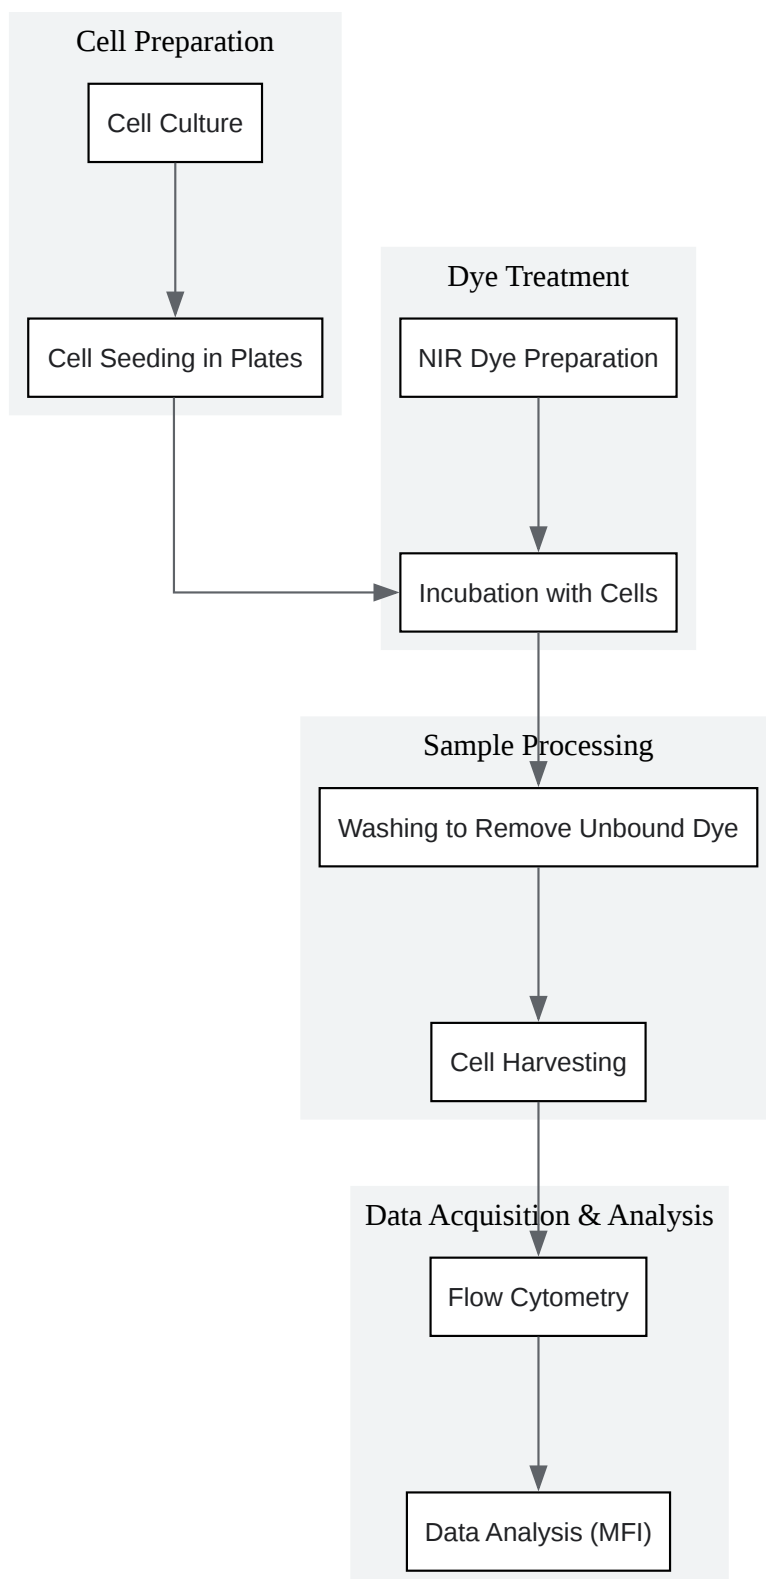 Cell Preparation
Cell Culture
Cell Seeding in Plates
Dye Treatment
NIR Dye Preparation
Incubation with Cells
Sample Processing
Washing to Remove Unbound Dye
Cell Harvesting
Data Acquisition & Analysis
Flow Cytometry
Data Analysis (MFI)